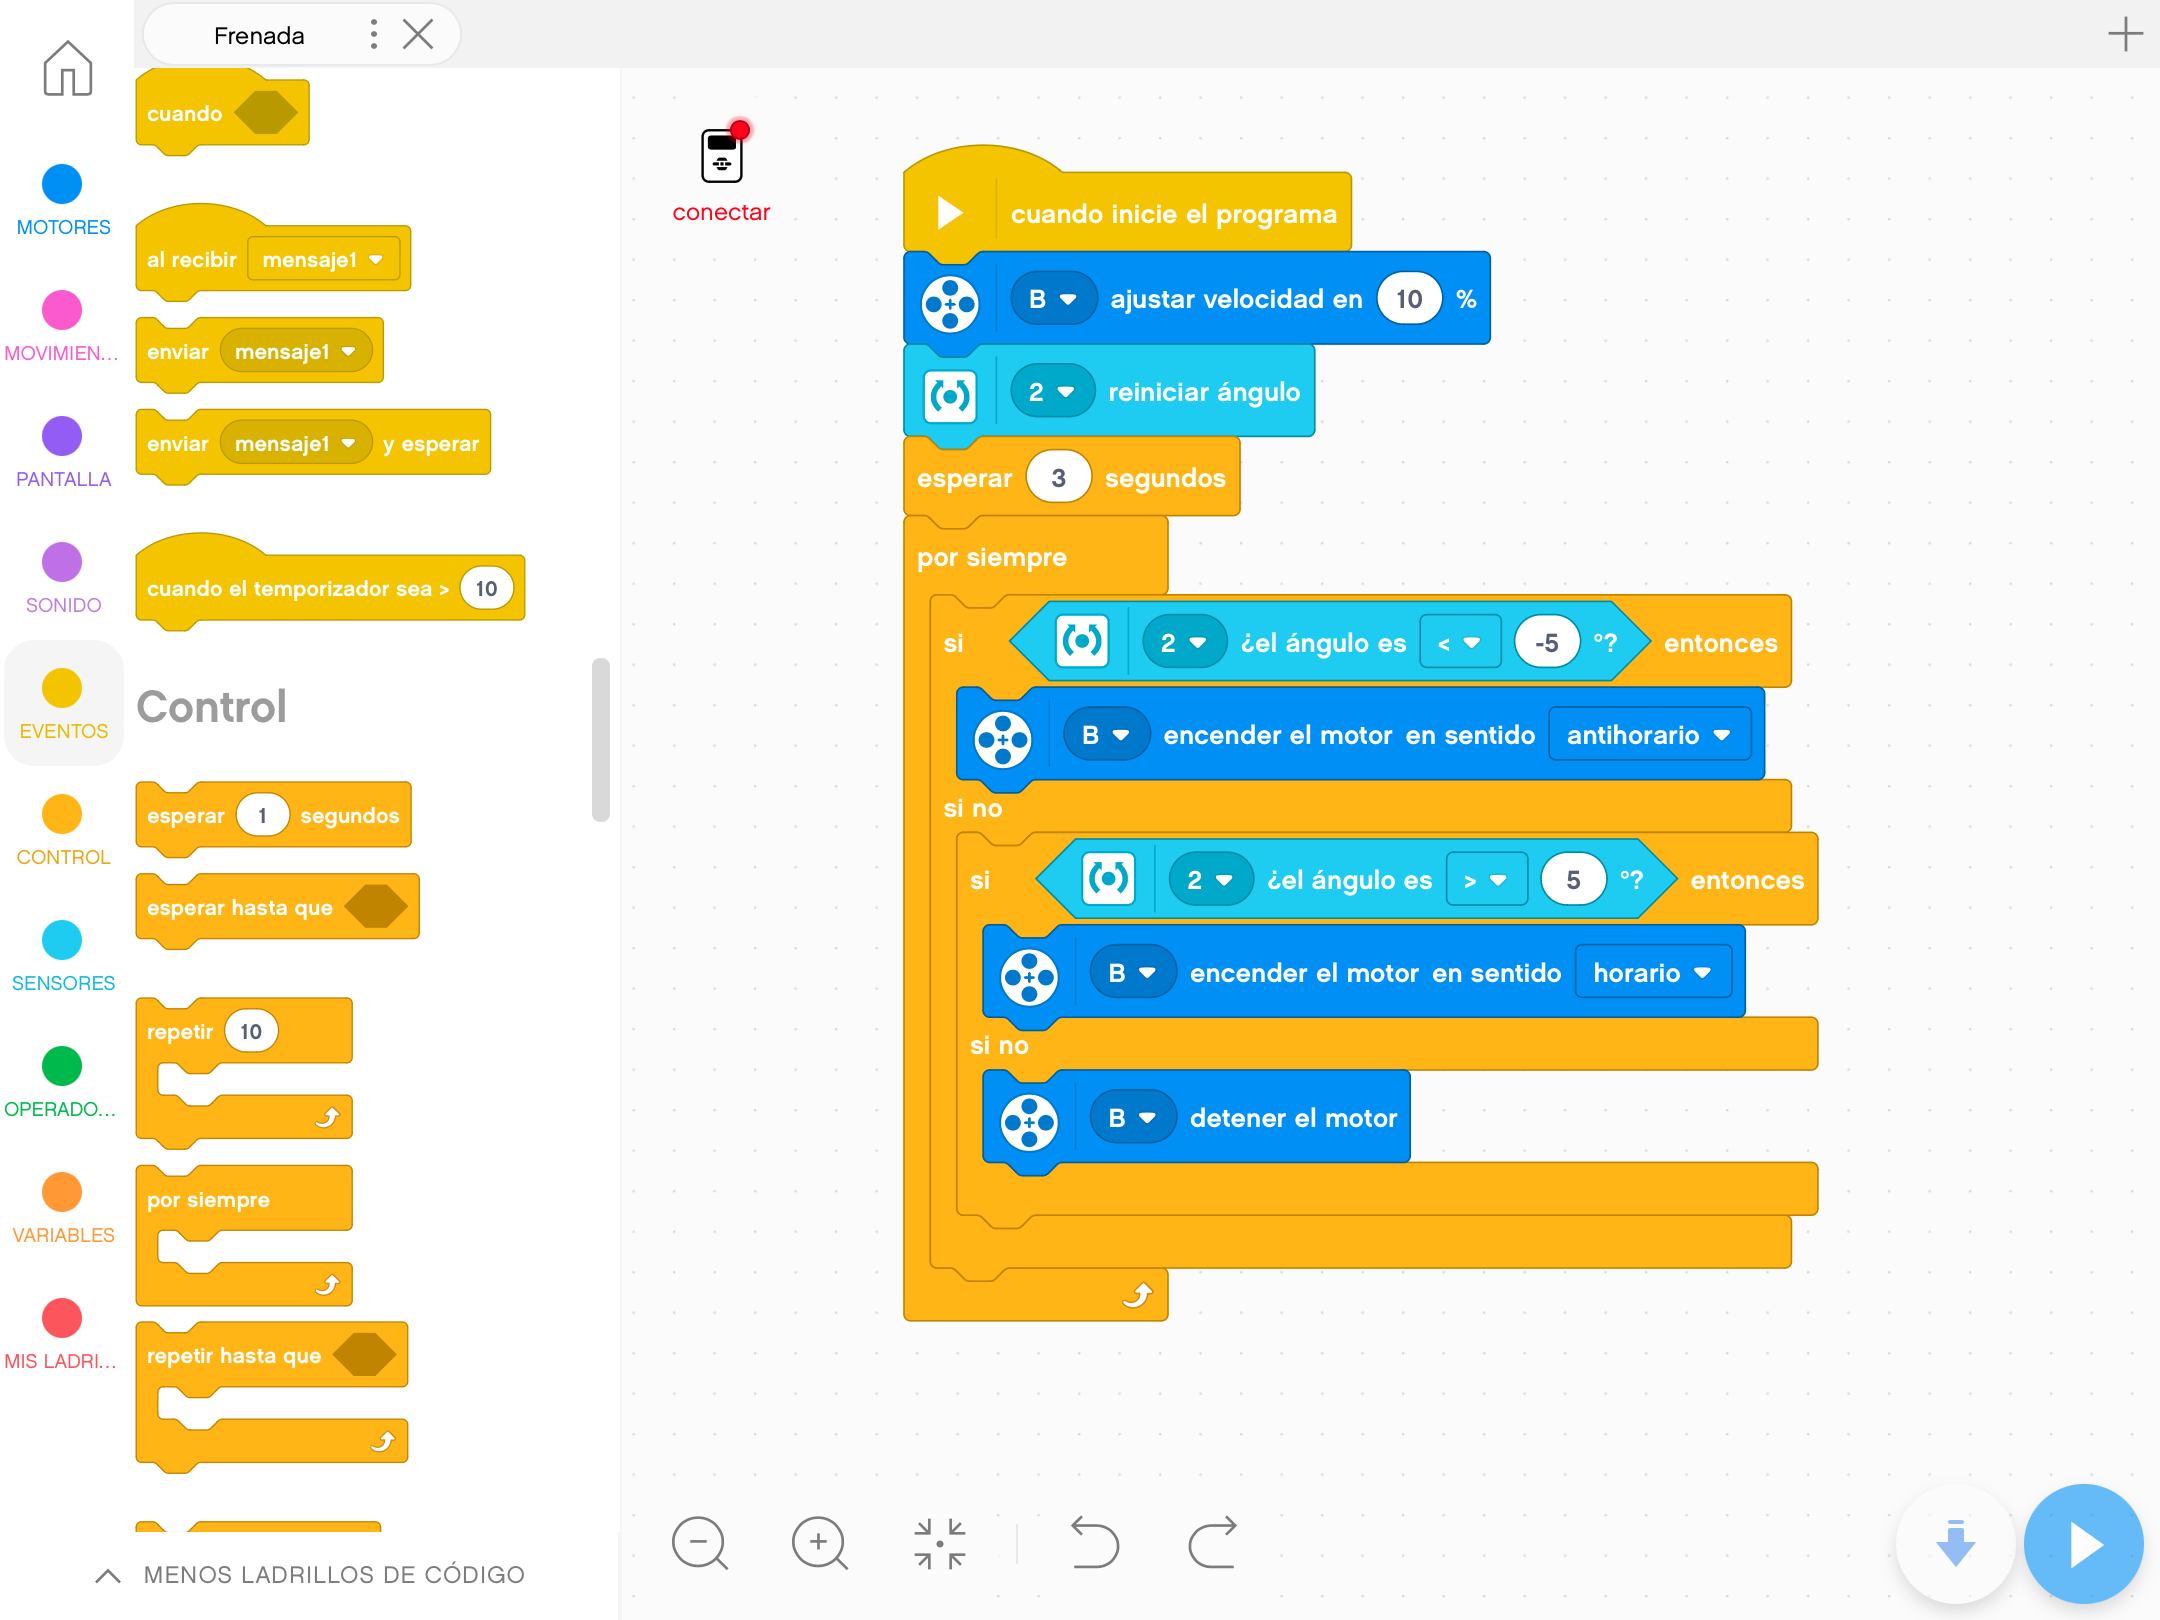 Frenada
MOTORES
MOVIMIEN...
PANTALLA
SONIDO
EVENTOS
CONTROL
SENSORES
OPERADO...
VARIABLES
MIS LADRI...
cuando
al recibir mensaje1
enviar mensaje1
enviar mensaje1 y esperar
cuando el temporizador sea > 10
Control
esperar 1 segundos
esperar hasta que
repetir 10
por siempre
repetir hasta que
MENOS LADRILLOS DE CÓDIGO
conectar
cuando inicie el programa
B ajustar velocidad en 10 %
2 reiniciar ángulo
esperar 3 segundos
por siempre
si 2 ¿el ángulo es < -5 °? entonces
B encender el motor en sentido antihorario
si no
si 2 ¿el ángulo es > 5 °? entonces
B encender el motor en sentido horario
si no
B detener el motor